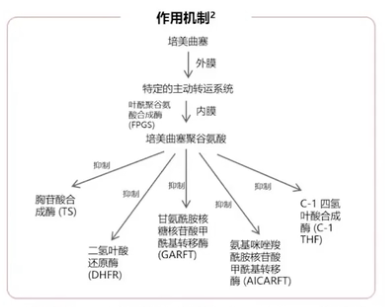 作用机制2
培美曲塞
外膜
特定的主动转运系统
叶酰聚谷氨
酸合成酶
(FPGS)
内膜
培美曲塞聚谷氨酸
抑制
抑制
抑制
抑制
抑制
胸苷酸合
成酶 (TS)
二氢叶酸
还原酶
(DHFR)
甘氨酰胺核
糖核苷酸甲
酰基转移酶
(GARFT)
氨基咪唑羧
酰胺核苷酸
甲酰基转移
酶 (AICARFT)
C-1 四氢
叶酸合成酶
(C-1
THF)